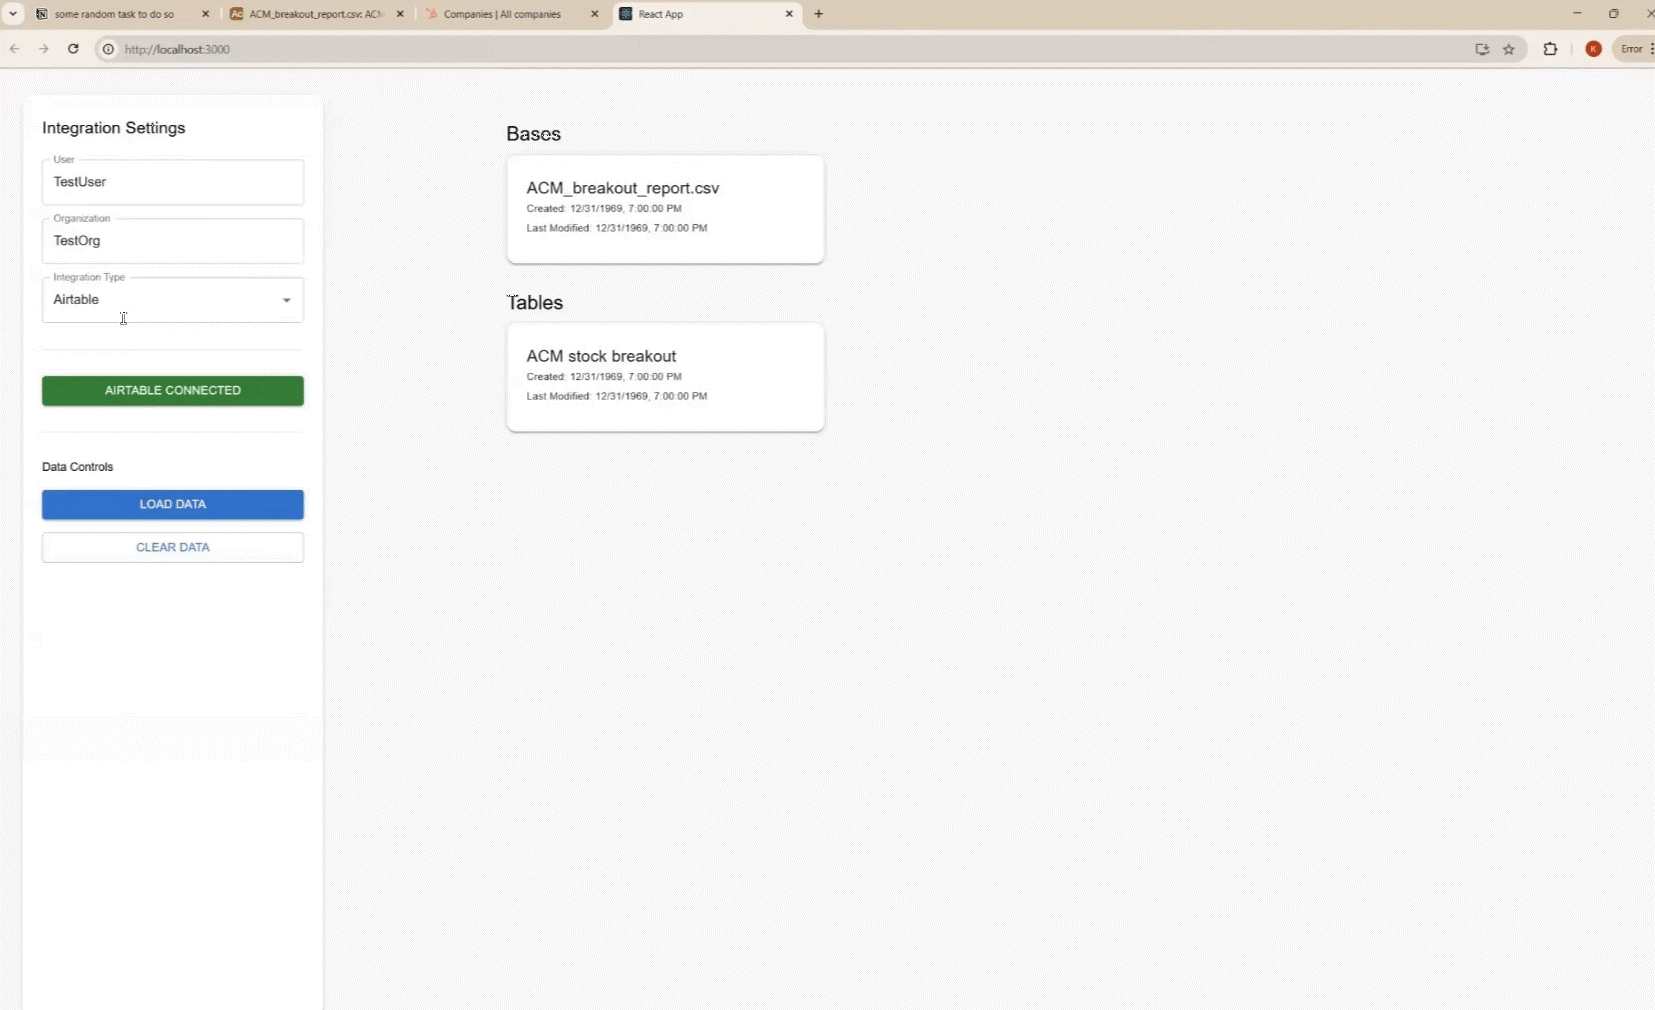 some random task to do so
ACM_breakout_report.csv: ACM
Companies | All companies
React App
http://localhost:3000
K
Error
Integration Settings
User
TestUser
Organization
TestOrg
Integration Type
Airtable
AIRTABLE CONNECTED
Data Controls
LOAD DATA
CLEAR DATA
Bases
ACM_breakout_report.csv
Created: 12/31/1969, 7:00:00 PM
Last Modified: 12/31/1969, 7:00:00 PM
Tables
ACM stock breakout
Created: 12/31/1969, 7:00:00 PM
Last Modified: 12/31/1969, 7:00:00 PM